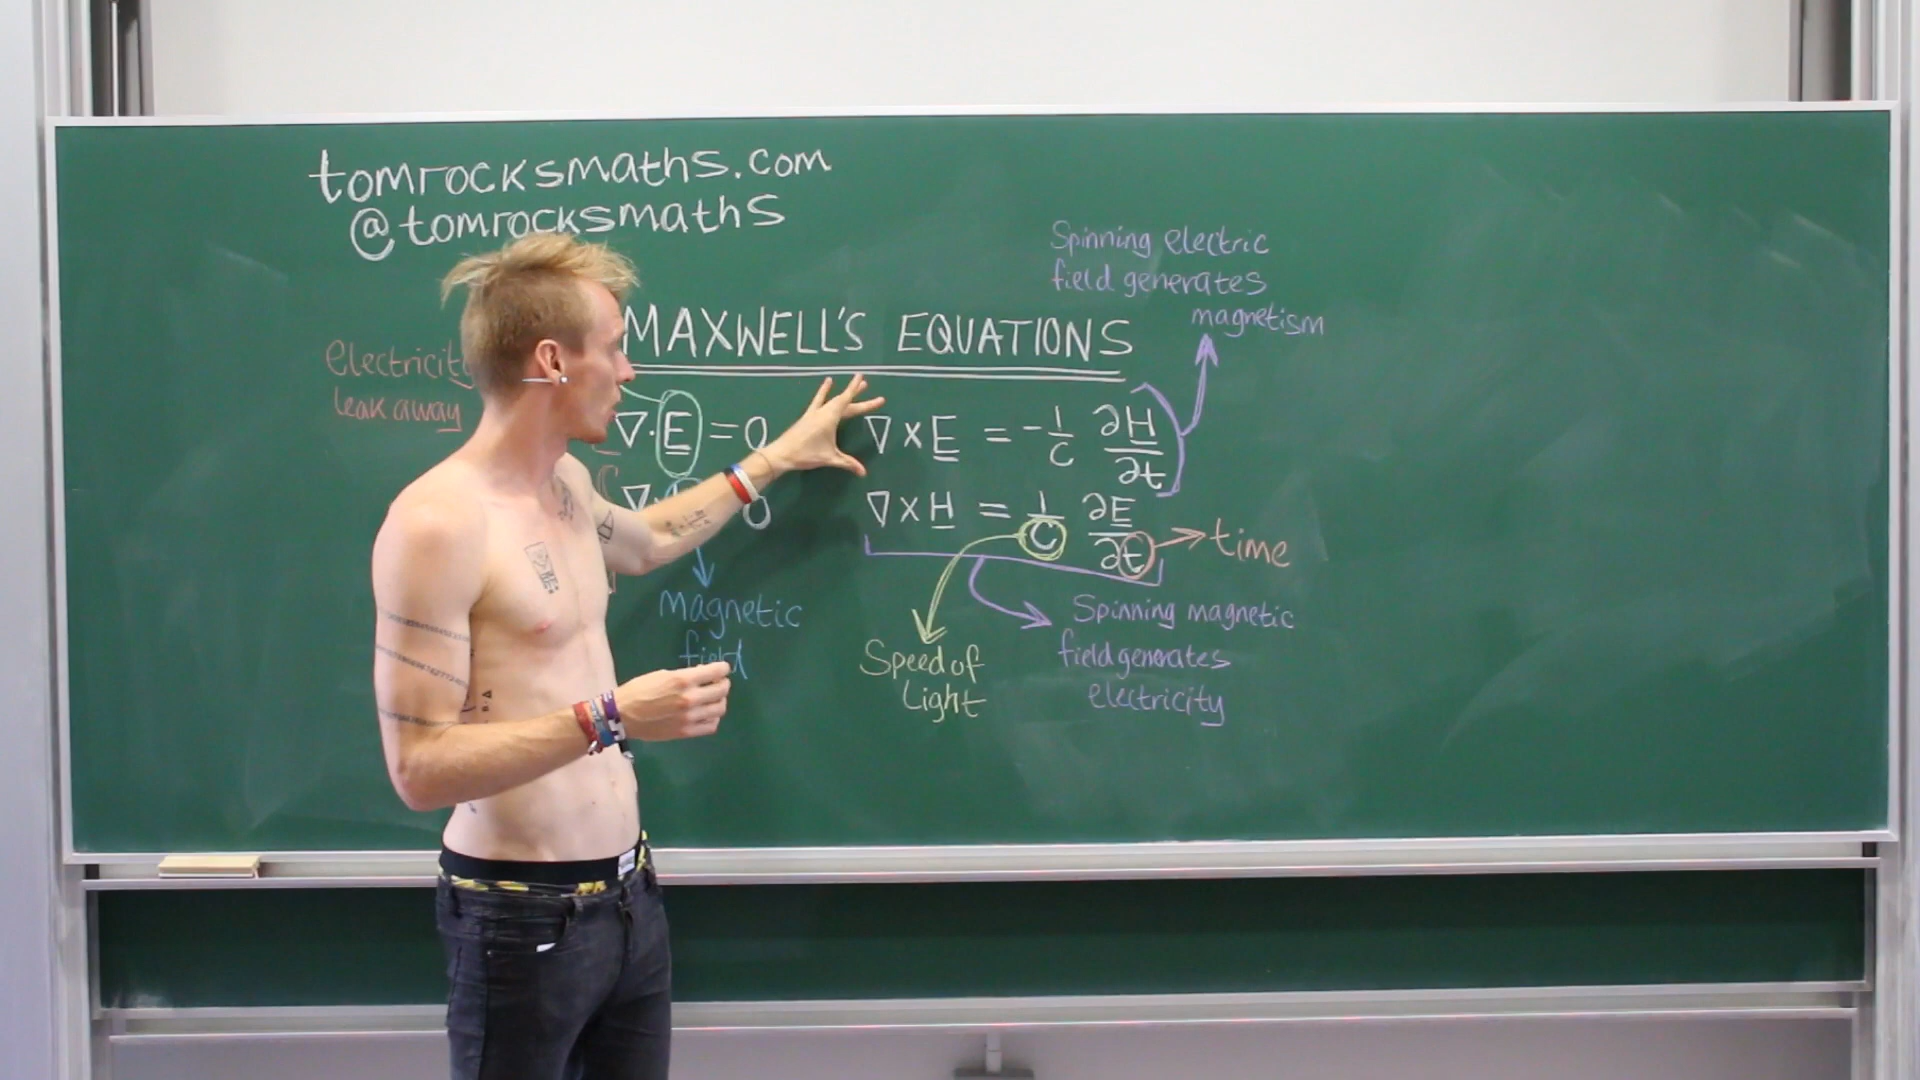 tomrocksmaths.com
@tomrocksmaths
Spinning electric
field generates
magnetism
MAXWELL'S EQUATIONS
electricity
leak away
∇·E = 0
∇×E = -1/c ∂H/∂t
∇×H = 1/c ∂E/∂t
time
magnetic
field
Speed of
Light
Spinning magnetic
field generates
electricity